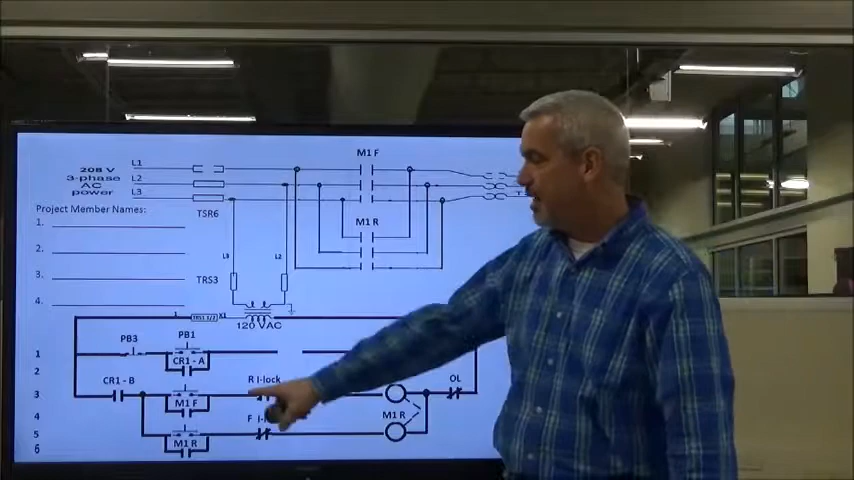 208 V
3-phase
AC
power
L1
L2
L3
M1 F
TSR6
M1 R
Project Member Names:
1.
2.
3.
4.
L3
L2
TRS3
X1
120 VAC
PB3
PB1
CR1 - A
CR1 - B
M1 F
R I-lock
OL
M1 R
F i-
M1 R
1
2
3
4
5
6